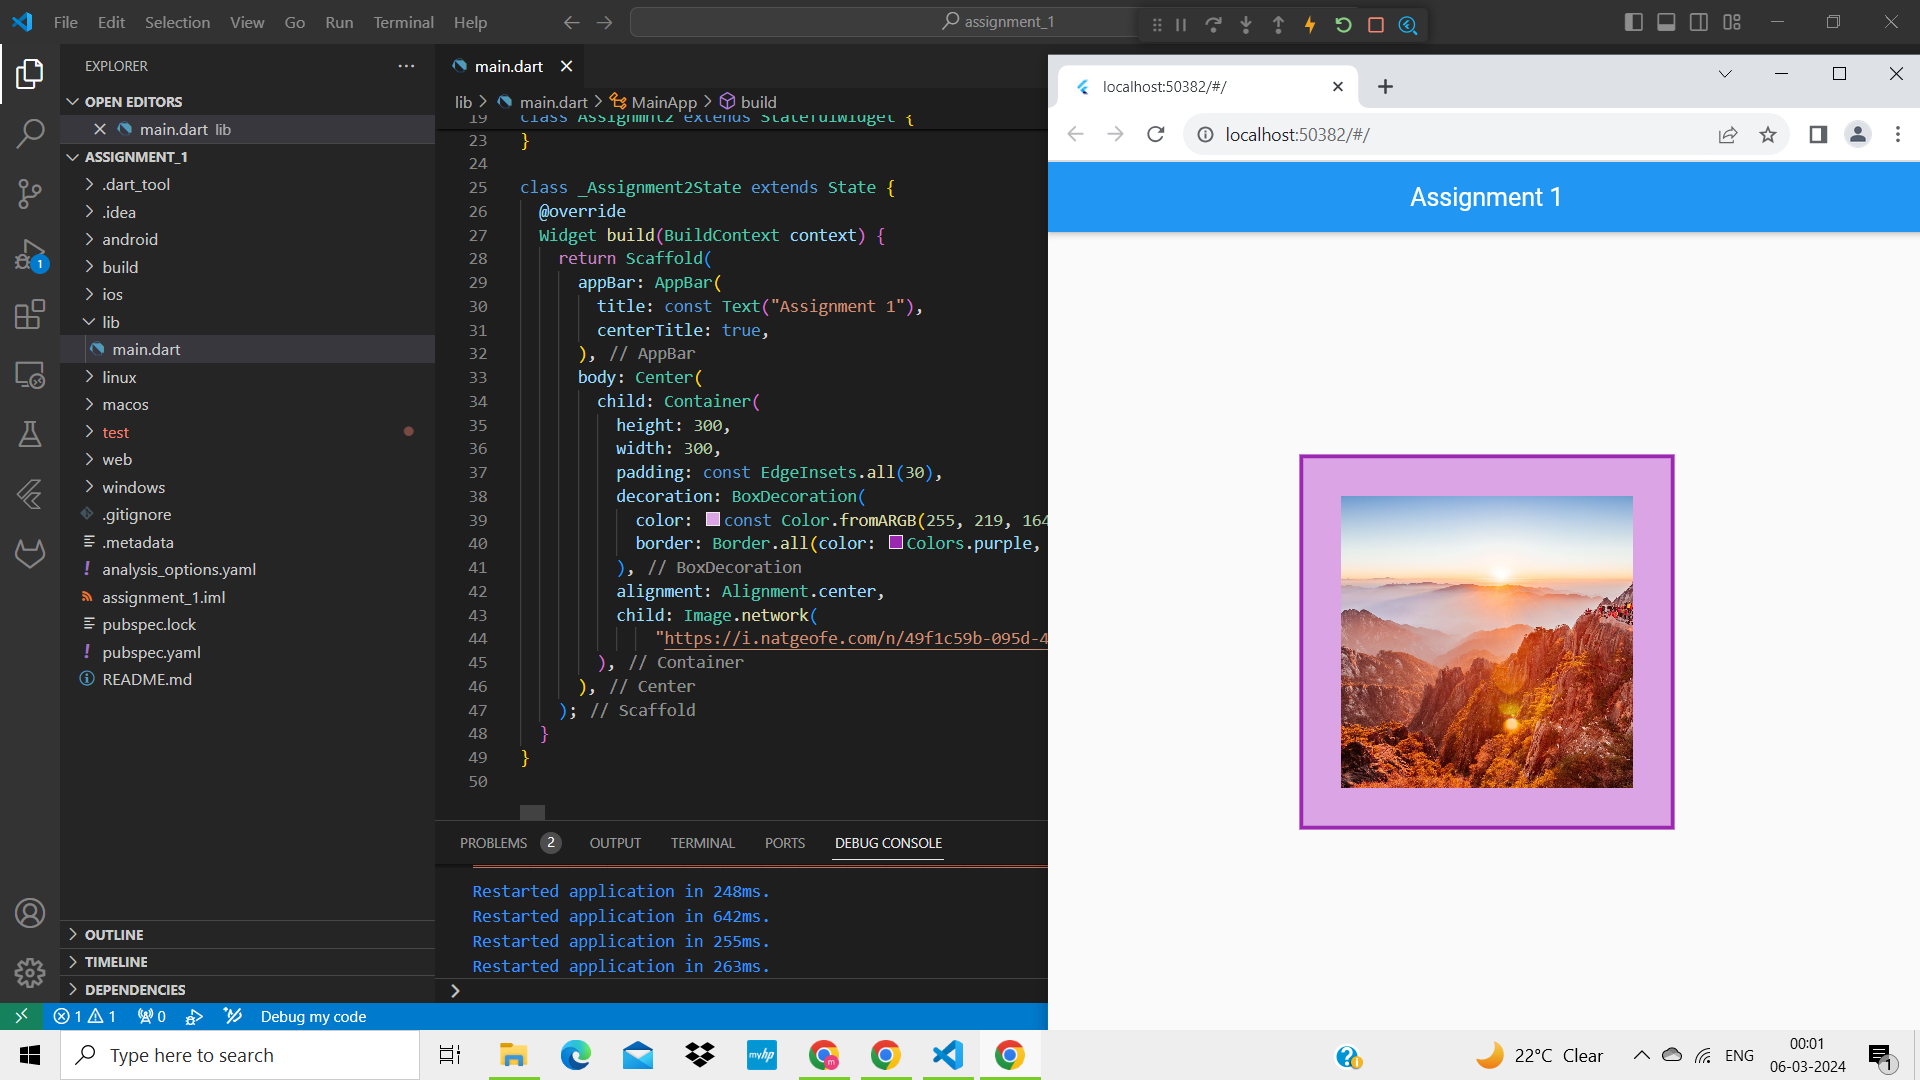 File Edit Selection View Go Run Terminal Help
assignment_1
EXPLORER
OPEN EDITORS
main.dart lib
ASSIGNMENT_1
.dart_tool
.idea
android
build
ios
lib
main.dart
linux
macos
test
web
windows
.gitignore
.metadata
analysis_options.yaml
assignment_1.iml
pubspec.lock
pubspec.yaml
README.md
OUTLINE
TIMELINE
DEPENDENCIES
main.dart
lib > main.dart > MainApp > build
19 class Assignmnt2 extends StatefulWidget {
23 }
24
25 class _Assignment2State extends State {
26 @override
27 Widget build(BuildContext context) {
28 return Scaffold(
29 appBar: AppBar(
30 title: const Text("Assignment 1"),
31 centerTitle: true,
32 ), // AppBar
33 body: Center(
34 child: Container(
35 height: 300,
36 width: 300,
37 padding: const EdgeInsets.all(30),
38 decoration: BoxDecoration(
39 color: const Color.fromARGB(255, 219, 164
40 border: Border.all(color: Colors.purple,
41 ), // BoxDecoration
42 alignment: Alignment.center,
43 child: Image.network(
44 "https://i.natgeofe.com/n/49f1c59b-095d-4
45 ), // Container
46 ), // Center
47 ); // Scaffold
48 }
49 }
50
PROBLEMS 2 OUTPUT TERMINAL PORTS DEBUG CONSOLE
Restarted application in 248ms.
Restarted application in 642ms.
Restarted application in 255ms.
Restarted application in 263ms.
1 1 0 Debug my code
localhost:50382/#/
localhost:50382/#/
Assignment 1
Type here to search
myhp
m
22°C Clear
ENG
00:01
06-03-2024
1